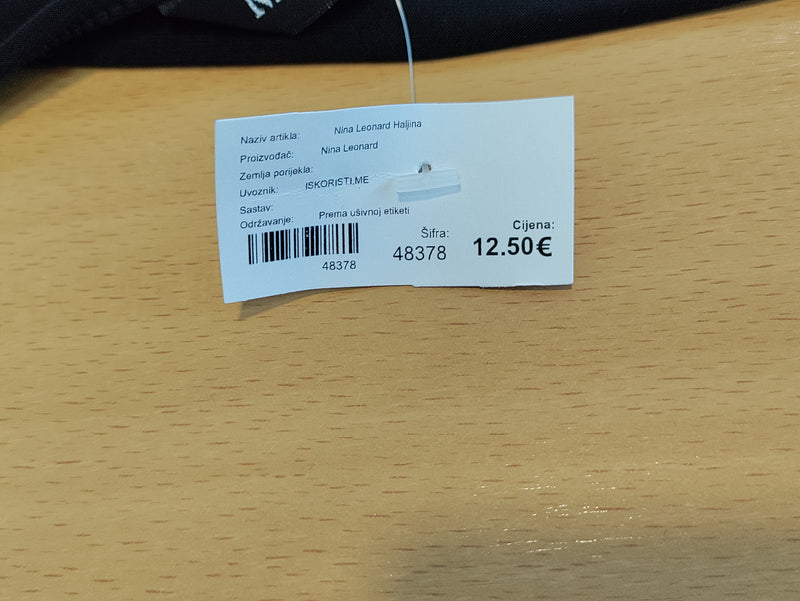 Naziv artikla: Nina Leonard Haljina
Proizvođač: Nina Leonard
Zemlja porijekla:
Uvoznik: ISKORISTI.ME
Sastav:
Održavanje: Prema ušivnoj etiketi
48378
Šifra:
48378
Cijena:
12.50€